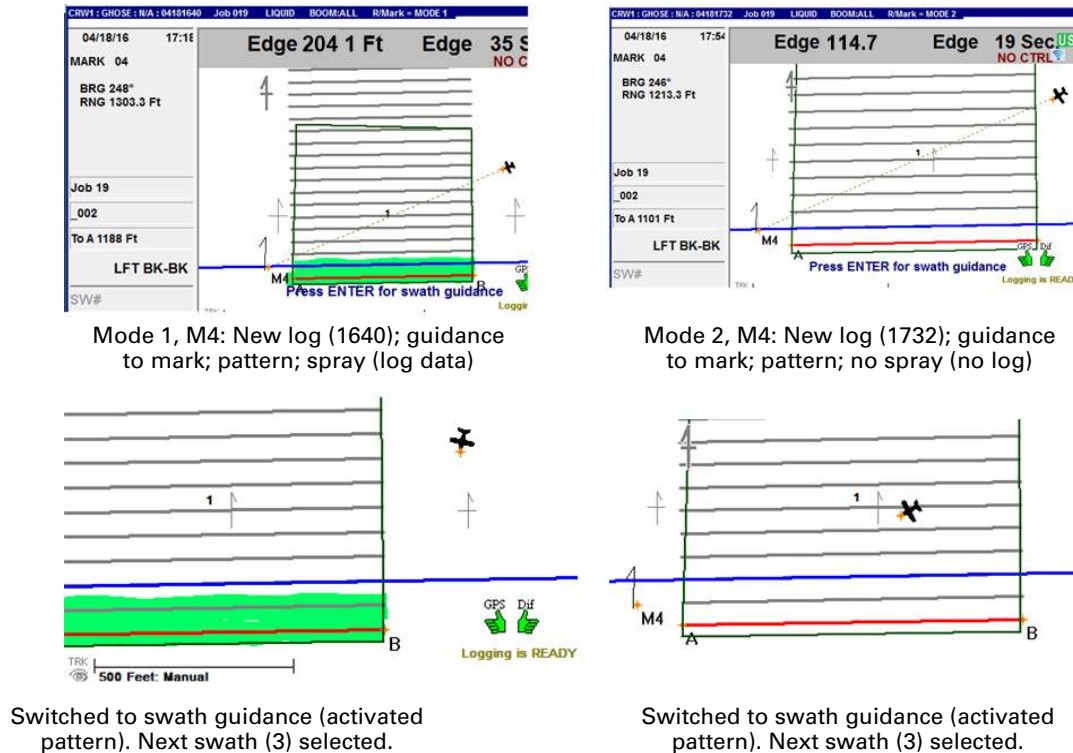 CRW1 : GHOSE : N/A : 04181640 Job 019 LIQUID BOOM:ALL R/Mark = MODE 1
04/18/16 17:18
Edge 204 1 Ft Edge 35 S
NO C
MARK 04
BRG 248°
RNG 1303.3 Ft
1
Job 19
_002
To A 1188 Ft
LFT BK-BK
M4
A
B
GPS
Press ENTER for swath guidance
SW#
Loggin
TRK
Mode 1, M4: New log (1640); guidance
to mark; pattern; spray (log data)
CRW1 : GHOSE : N/A : 04181732 Job 019 LIQUID BOOM:ALL R/Mark = MODE 2
04/18/16 17:54
Edge 114.7 Edge 19 Sec US
NO CTRL
MARK 04
BRG 246°
RNG 1213.3 Ft
1
Job 19
_002
To A 1101 Ft
M4
LFT BK-BK
A
GPS Dif
Press ENTER for swath guidance
SW#
Logging is READ
TRK
Mode 2, M4: New log (1732); guidance
to mark; pattern; no spray (no log)
1
GPS Dif
B
Logging is READY
TRK
500 Feet: Manual
Switched to swath guidance (activated
pattern). Next swath (3) selected.
1
M4
A
B
Switched to swath guidance (activated
pattern). Next swath (3) selected.